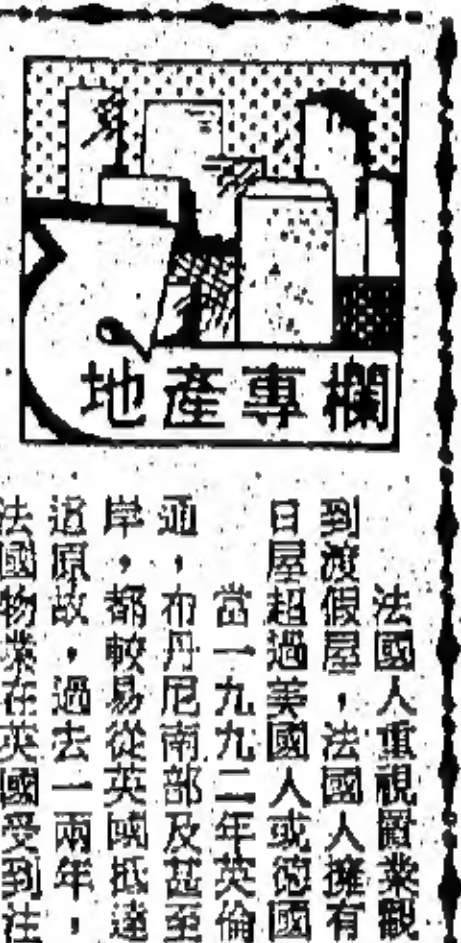 地產專欄
法國人重視置業觀
到渡假屋，法國人擁有
日屋超過美國人或德國
當一九九二年英倫
通，布丹尼南部及甚至
岸，都較易從英國抵達
這原故，過去一兩年，
法國物業在英國受到注